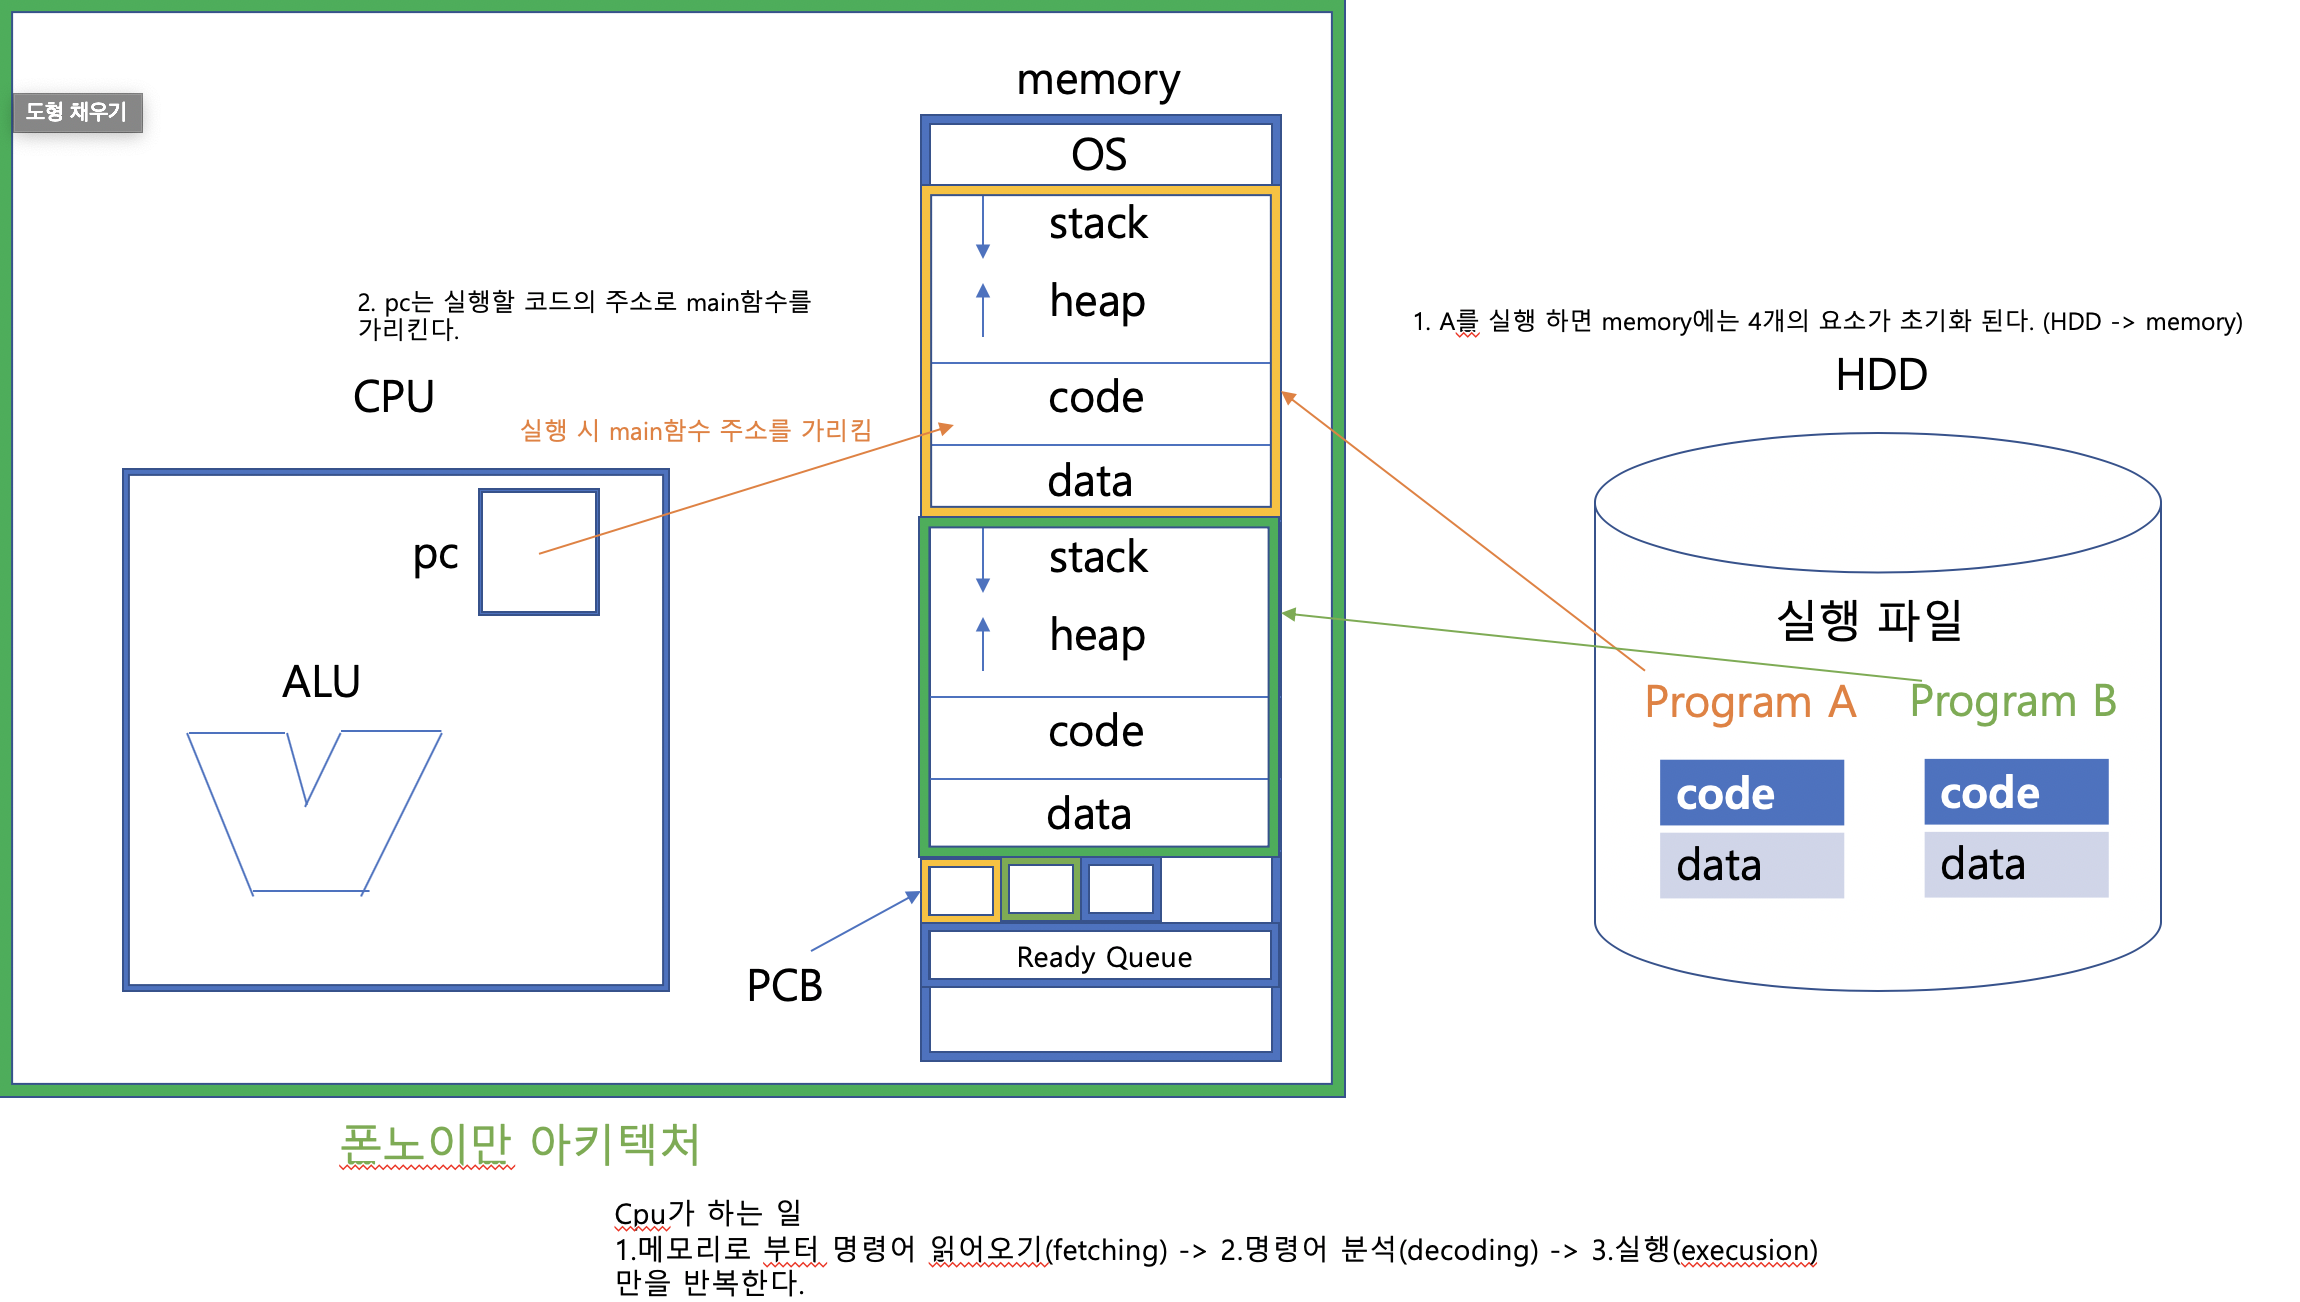 memory
도형 채우기
OS
stack
heap
code
data
stack
heap
code
data
Ready Queue
2. pc는 실행할 코드의 주소로 main함수를
가리킨다.
CPU
실행 시 main함수 주소를 가리킴
pc
ALU
PCB
1. A를 실행 하면 memory에는 4개의 요소가 초기화 된다. (HDD -> memory)
HDD
실행 파일
Program A
Program B
code
data
code
data
폰노이만 아키텍처
Cpu가 하는 일
1.메모리로 부터 명령어 읽어오기(fetching) -> 2.명령어 분석(decoding) -> 3.실행(execusion)
만을 반복한다.